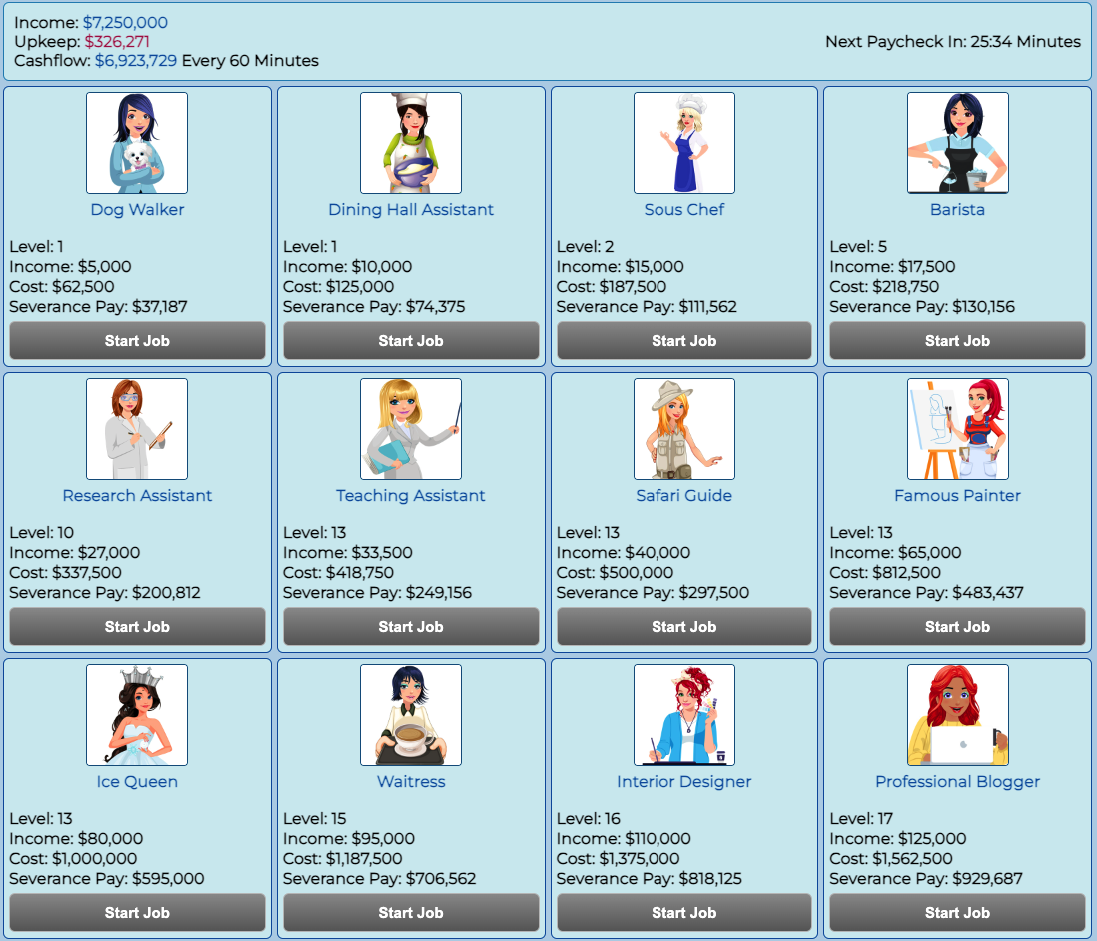 Income: $7,250,000
Upkeep: $326,271
Cashflow: $6,923,729 Every 60 Minutes
Next Paycheck In: 25:34 Minutes
Dog Walker
Level: 1
Income: $5,000
Cost: $62,500
Severance Pay: $37,187
Start Job
Dining Hall Assistant
Level: 1
Income: $10,000
Cost: $125,000
Severance Pay: $74,375
Start Job
Sous Chef
Level: 2
Income: $15,000
Cost: $187,500
Severance Pay: $111,562
Start Job
Barista
Level: 5
Income: $17,500
Cost: $218,750
Severance Pay: $130,156
Start Job
Research Assistant
Level: 10
Income: $27,000
Cost: $337,500
Severance Pay: $200,812
Start Job
Teaching Assistant
Level: 13
Income: $33,500
Cost: $418,750
Severance Pay: $249,156
Start Job
Safari Guide
Level: 13
Income: $40,000
Cost: $500,000
Severance Pay: $297,500
Start Job
Famous Painter
Level: 13
Income: $65,000
Cost: $812,500
Severance Pay: $483,437
Start Job
Ice Queen
Level: 13
Income: $80,000
Cost: $1,000,000
Severance Pay: $595,000
Start Job
Waitress
Level: 15
Income: $95,000
Cost: $1,187,500
Severance Pay: $706,562
Start Job
Interior Designer
Level: 16
Income: $110,000
Cost: $1,375,000
Severance Pay: $818,125
Start Job
Professional Blogger
Level: 17
Income: $125,000
Cost: $1,562,500
Severance Pay: $929,687
Start Job